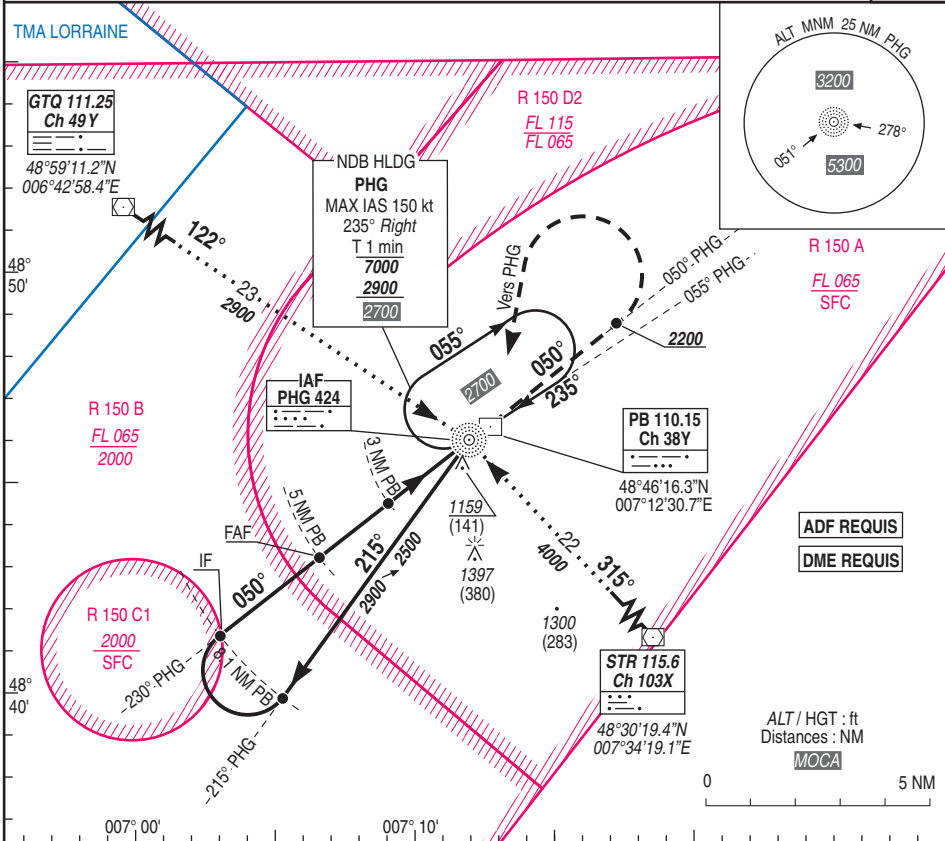 TMA LORRAINE
GTQ 111.25
Ch 49Y
48°59'11.2"N
006°42'58.4"E
122°
23
2900
NDB HLDG
PHG
MAX IAS 150 kt
235° Right
T 1 min
7000
2900
2700
R 150 D2
FL 115
FL 065
ALT MNM 25 NM PHG
3200
051°
278°
5300
R 150 A
FL 065
SFC
48°
50'
Vers PHG
050° PHG
055° PHG
2200
055°
2700
050°
235°
IAF
PHG 424
R 150 B
FL 065
2000
PB 110.15
Ch 38Y
48°46'16.3"N
007°12'30.7"E
3 NM PB
5 NM PB
FAF
IF
050°
215°
2900 2500
1159
(141)
1397
(380)
1300
(283)
22
4000
315°
ADF REQUIS
DME REQUIS
R 150 C1
2000
SFC
8,1 NM PB
230° PHG
215° PHG
STR 115.6
Ch 103X
48°30'19.4"N
007°34'19.1"E
48°
40'
ALT / HGT : ft
Distances : NM
MOCA
0 5 NM
007° 00' 007° 10'